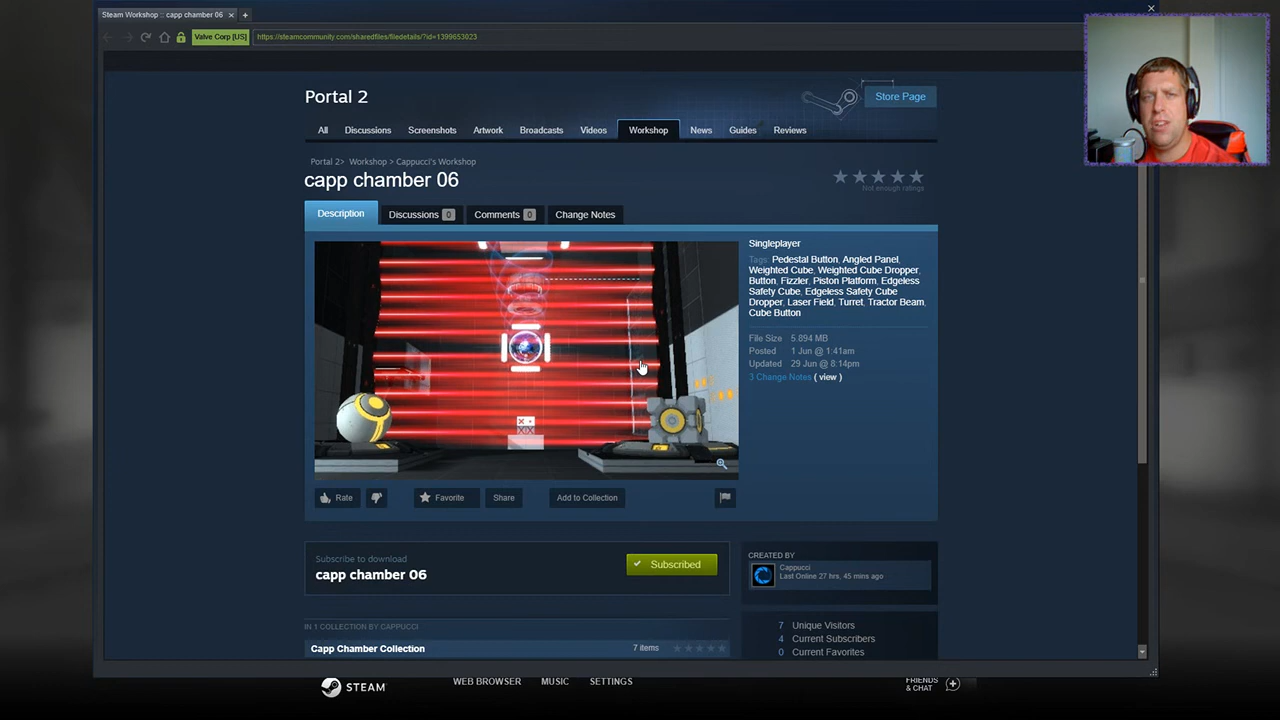 Steam Workshop :: capp chamber 06
Valve Corp [US]
https://steamcommunity.com/sharedfiles/filedetails/?id=1399653023
Portal 2
Store Page
All Discussions Screenshots Artwork Broadcasts Videos Workshop News Guides Reviews
Portal 2> Workshop > Cappucci's Workshop
capp chamber 06
Not enough ratings
Description Discussions 0 Comments 0 Change Notes
Singleplayer
Tags: Pedestal Button, Angled Panel,
Weighted Cube, Weighted Cube Dropper,
Button, Fizzler, Piston Platform, Edgeless
Safety Cube, Edgeless Safety Cube
Dropper, Laser Field, Turret, Tractor Beam,
Cube Button
File Size 5.894 MB
Posted 1 Jun @ 1:41am
Updated 29 Jun @ 8:14pm
3 Change Notes ( view )
Rate Favorite Share Add to Collection
Subscribe to download
capp chamber 06
Subscribed
CREATED BY
Cappucci
Last Online 27 hrs, 45 mins ago
IN 1 COLLECTION BY CAPPUCCI
Capp Chamber Collection 7 items
7 Unique Visitors
4 Current Subscribers
0 Current Favorites
STEAM
WEB BROWSER MUSIC SETTINGS
FRIENDS
& CHAT